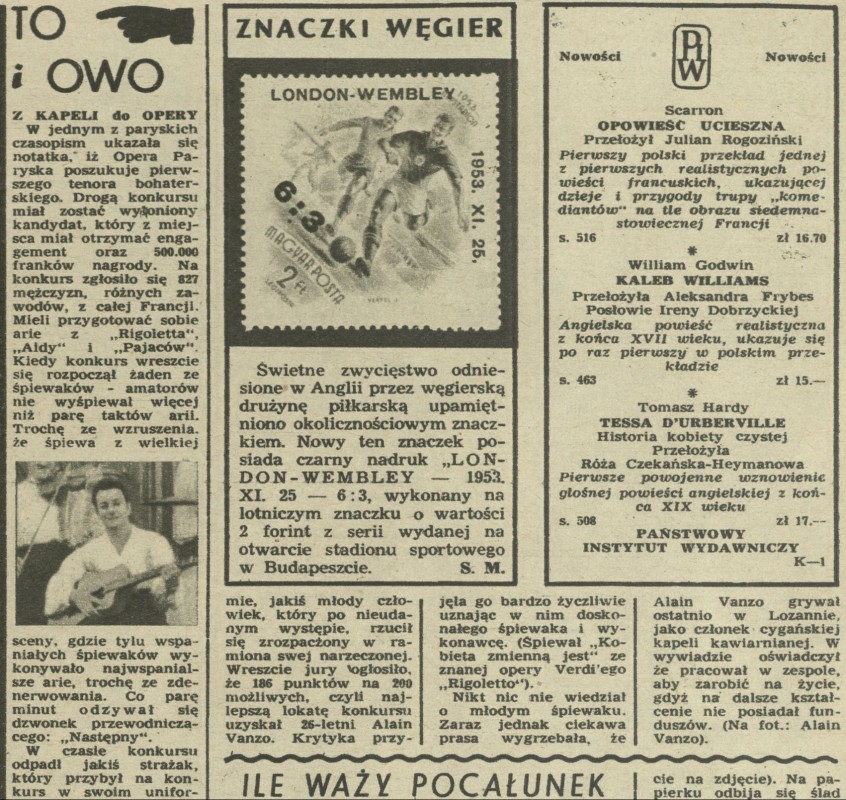 TO
i OWO
Z KAPELI do OPERY
W jednym z paryskich
czasopism ukazała się
notatka, iż Opera Pa-
ryska poszukuje pierw-
szego tenora bohater-
skiego. Drogą konkursu
miał zostać wyłoniony
kandydat, który z miej-
sca miał otrzymać enga-
gement oraz 500.000
franków nagrody. Na
konkurs zgłosiło się 827
mężczyzn, różnych za-
wodów, z całej Francji.
Mieli przygotować sobie
arie z „Rigoletta“,
„Aidy“ i „Pajaców“.
Kiedy konkurs wreszcie
się rozpoczął żaden ze
śpiewaków - amatorów
nie wyśpiewał więcej
niż parę taktów arii.
Trochę ze wzruszenia.
że śpiewa z wielkiej
sceny, gdzie tylu wspa-
niałych śpiewaków wy-
konywało najwspanial-
sze arie, trochę ze zde-
nerwowania. Co parę
minut odzywał się
dzwonek przewodniczą-
cego: „Następny“.
W czasie konkursu
odpadł jakiś strażak,
który przybył na kon-
kurs w swoim unifor-
mie, jakiś młody czło-
wiek, który po nieuda-
nym występie, rzucił
się zrozpaczony w ra-
miona swej narzeczonej.
Wreszcie jury ogłosiło,
że 186 punktów na 200
możliwych, czyli naj-
lepszą lokatę konkursu
uzyskał 26-letni Alain
Vanzo. Krytyka przy-
jęła go bardzo życzliwie
uznając w nim dosko-
nałego śpiewaka i wy-
konawcę. (Śpiewał „Ko-
bieta zmienną jest“ ze
znanej opery Verdi'ego
„Rigoletto“).
Nikt nic nie wiedział
o młodym śpiewaku.
Zaraz jednak ciekawa
prasa wygrzebała, że
Alain Vanzo grywał
ostatnio w Lozannie,
jako członek cygańskiej
kapeli kawiarnianej. W
wywiadzie oświadczył
że pracował w zespole,
aby zarobić na życie,
gdyż na dalsze kształ-
cenie nie posiadał fun-
duszów. (Na fot.: Alain
Vanzo).
ZNACZKI WĘGIER
LONDON-WEMBLEY
1953. XI. 25.
6:3
MAGYAR POSTA
2 Ft
Świetne zwycięstwo odnie-
sione w Anglii przez węgierską
drużynę piłkarską upamięt-
niono okolicznościowym znacz-
kiem. Nowy ten znaczek po-
siada czarny nadruk „LON-
DON-WEMBLEY — 1953.
XI. 25 — 6:3, wykonany na
lotniczym znaczku o wartości
2 forint z serii wydanej na
otwarcie stadionu sportowego
w Budapeszcie. S. M.
Nowości PIW Nowości
Scarron
OPOWIEŚĆ UCIESZNA
Przełożył Julian Rogoziński
Pierwszy polski przekład jednej
z pierwszych realistycznych po-
wieści francuskich, ukazującej
dzieje i przygody trupy „kome-
diantów“ na tle obrazu siedemna-
stowiecznej Francji
s. 516 zł 16.70
*
William Godwin
KALEB WILLIAMS
Przełożyła Aleksandra Frybes
Posłowie Ireny Dobrzyckiej
Angielska powieść realistyczna
z końca XVII wieku, ukazuje się
po raz pierwszy w polskim prze-
kładzie
s. 463 zł 15.—
*
Tomasz Hardy
TESSA D'URBERVILLE
Historia kobiety czystej
Przełożyła
Róża Czekańska-Heymanowa
Pierwsze powojenne wznowienie
głośnej powieści angielskiej z koń-
ca XIX wieku
s. 508 zł 17.—
PAŃSTWOWY
INSTYTUT WYDAWNICZY
K—1
ILE WAŻY POCAŁUNEK
cie na zdjęcie). Na pa-
pierku odbija się ślad